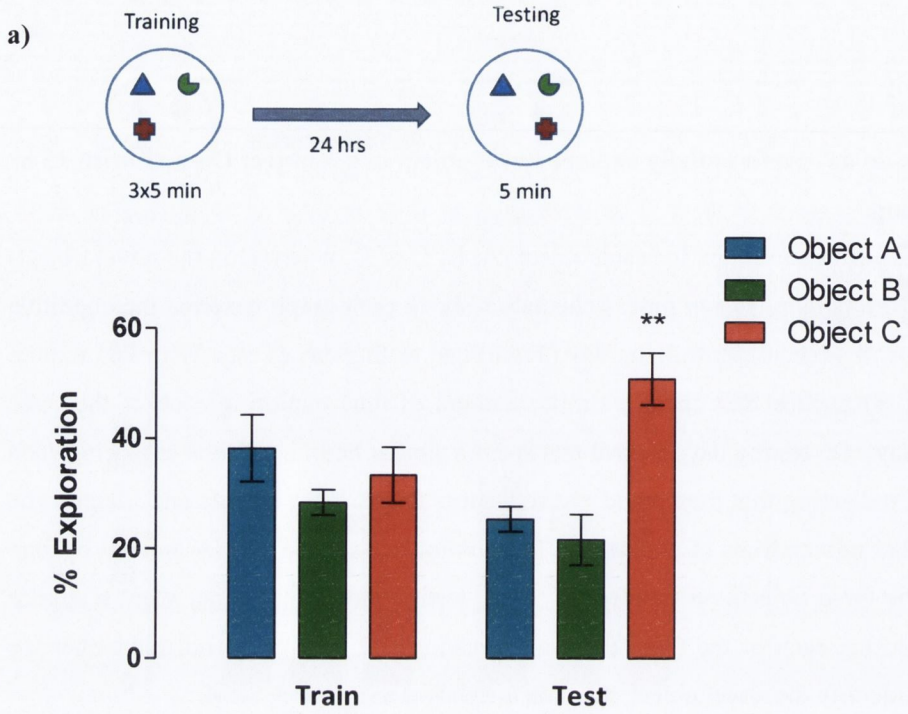 a)
Training
Testing
24 hrs
3x5 min
5 min
Object A
Object B
Object C
**
% Exploration
60
40
20
0
Train
Test